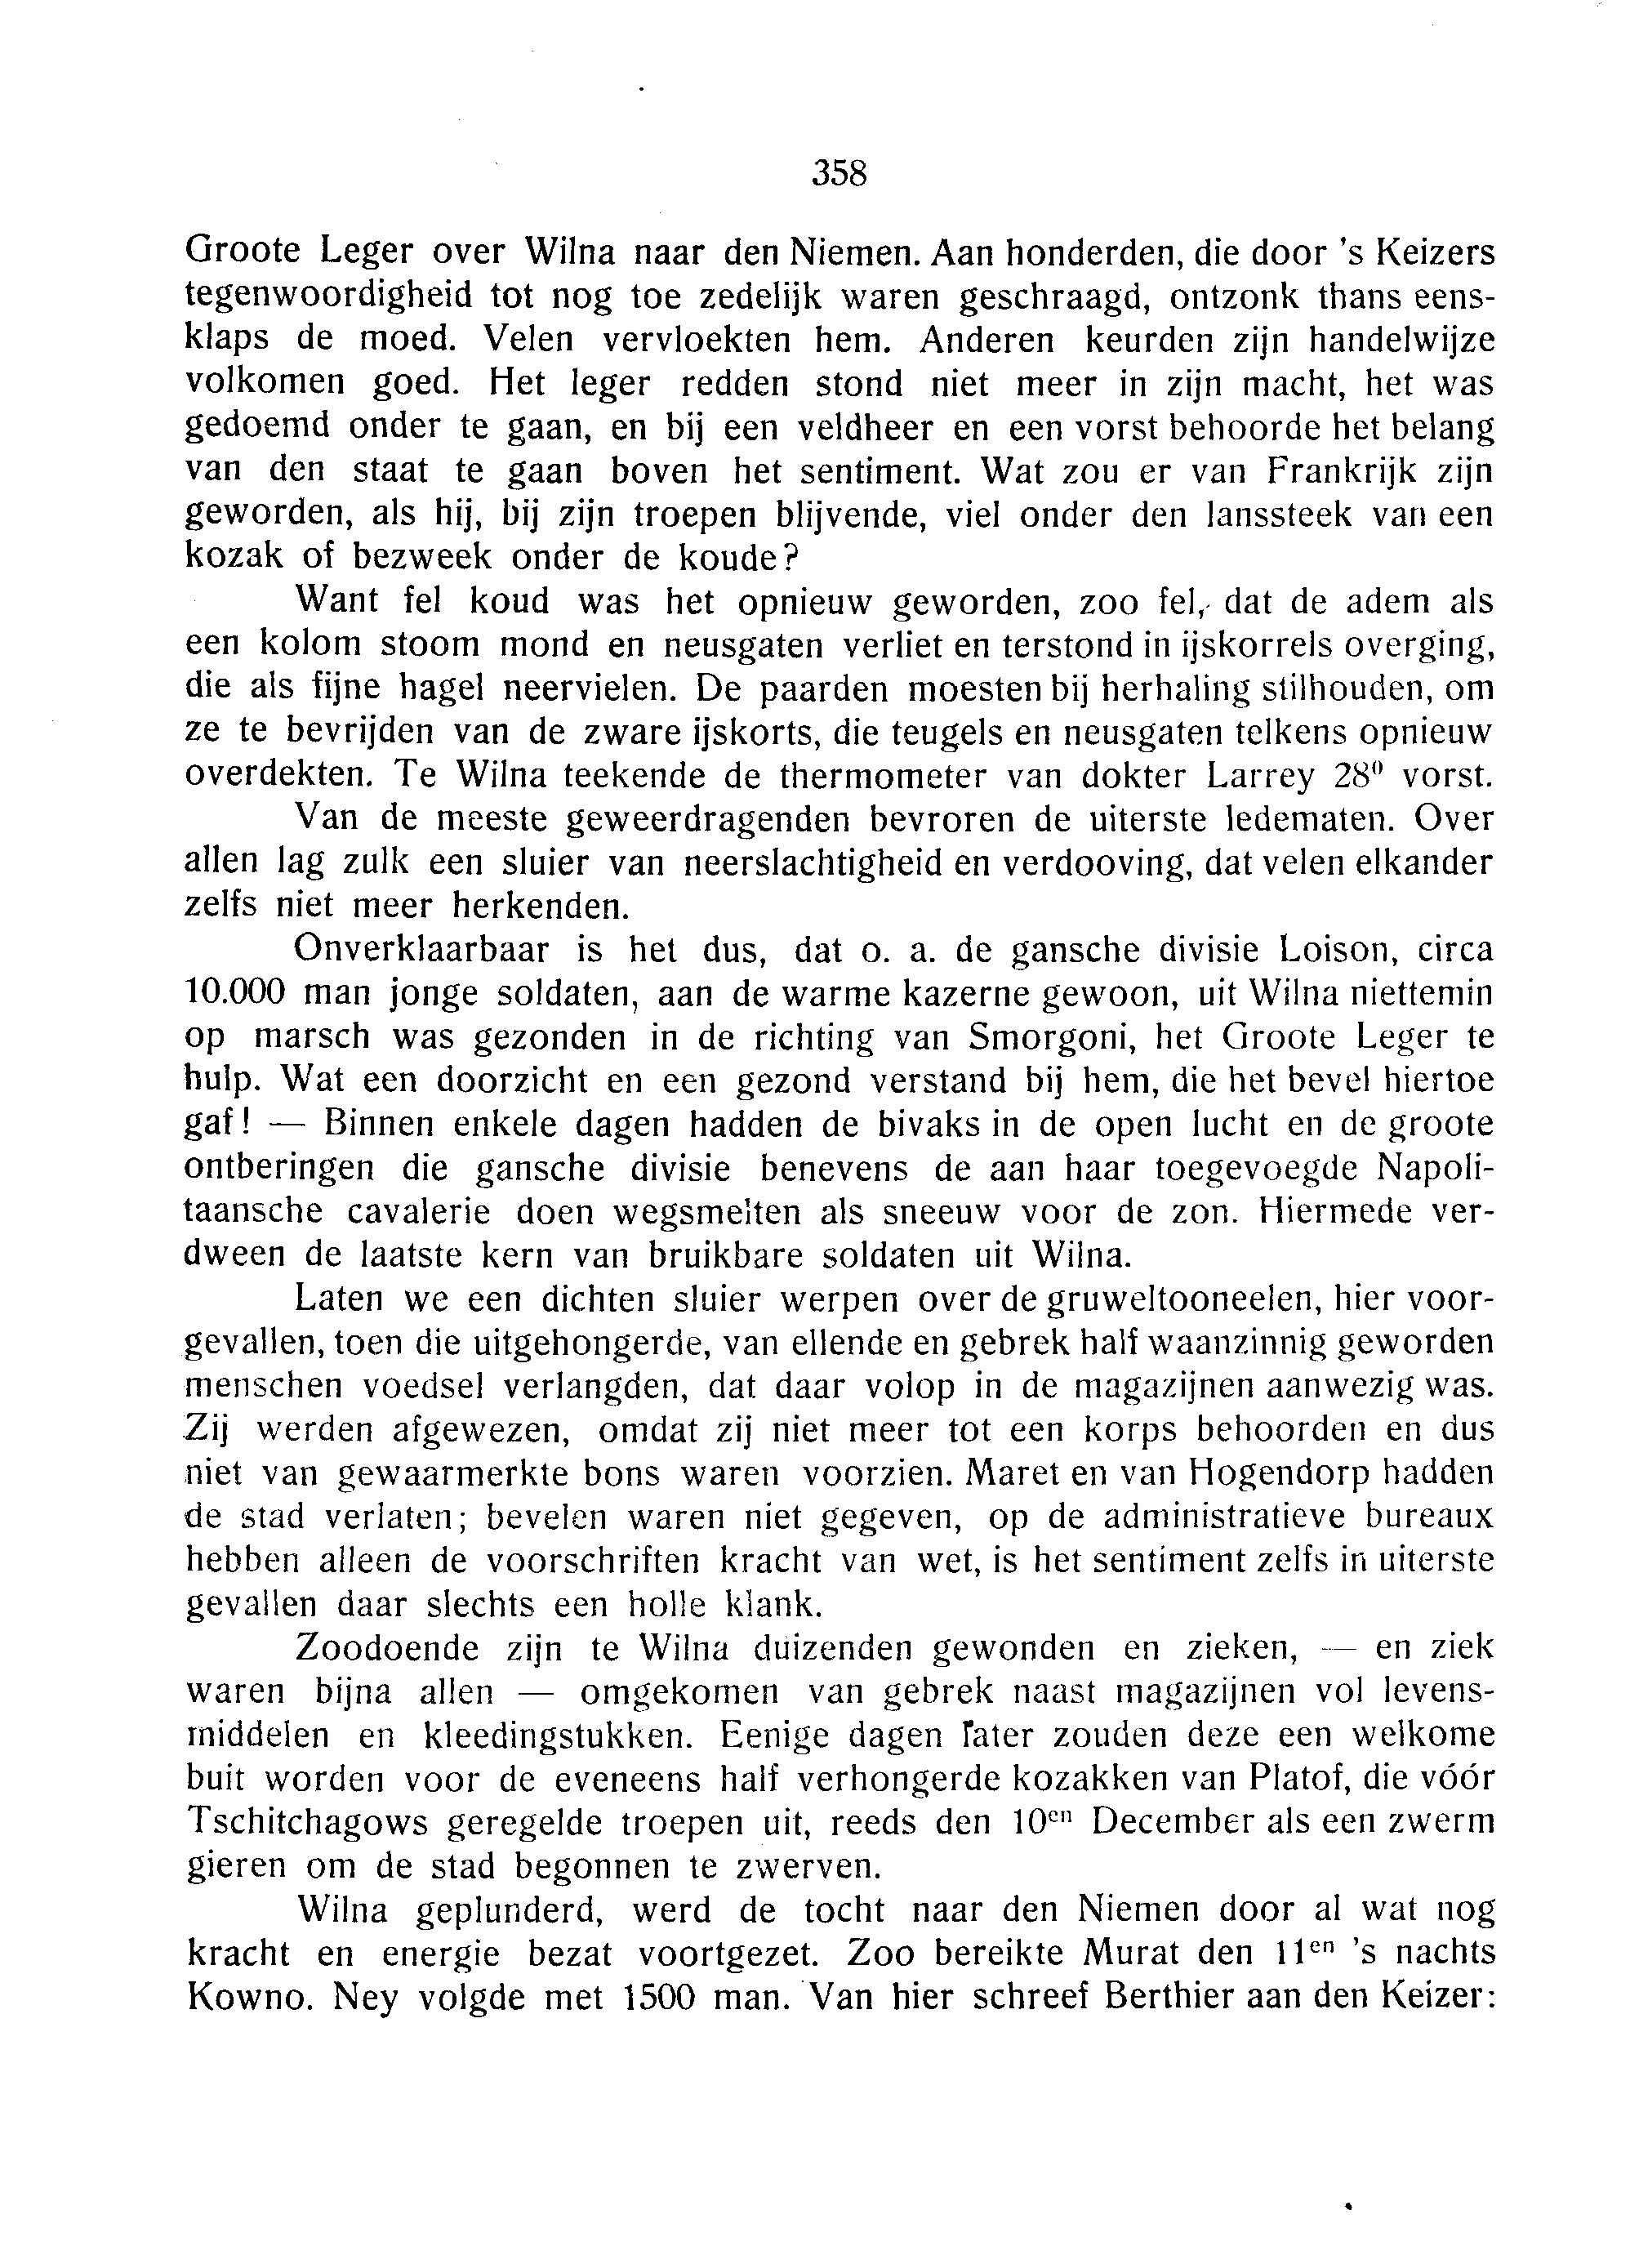 358
Groote Leger over Wilna naar den Niemen. Aan honderden, die door 's Keizers
tegenwoordigheid tot nog toe zedelijk waren geschraagd, ontzonk thans eens-
klaps de moed. Velen vervloekten hem. Anderen keurden zijn handelwijze
volkomen goed. Het leger redden stond niet meer in zijn macht, het was
gedoemd onder te gaan, en bij een veldheer en een vorst behoorde het belang
van den staat te gaan boven het sentiment. Wat zou er van Frankrijk zijn
geworden, als hij, bij zijn troepen blijvende, viel onder den lanssteek van een
kozak of bezweek onder de koude?
Want fel koud was het opnieuw geworden, zoo fel, dat de adem als
een kolom stoom mond en neusgaten verliet en terstond in ijskorrels overging,
die als fijne hagel neervielen. De paarden moesten bij herhaling stilhouden, om
ze te bevrijden van de zware ijskorts, die teugels en neusgaten telkens opnieuw
overdekten. Te Wilna teekende de thermometer van dokter Larrey 28⁰ vorst.
Van de meeste geweerdragenden bevroren de uiterste ledematen. Over
allen lag zulk een sluier van neerslachtigheid en verdooving, dat velen elkander
zelfs niet meer herkenden.
Onverklaarbaar is het dus, dat o. a. de gansche divisie Loison, circa
10.000 man jonge soldaten, aan de warme kazerne gewoon, uit Wilna niettemin
op marsch was gezonden in de richting van Smorgoni, het Groote Leger te
hulp. Wat een doorzicht en een gezond verstand bij hem, die het bevel hiertoe
gaf! — Binnen enkele dagen hadden de bivaks in de open lucht en de groote
ontberingen die gansche divisie benevens de aan haar toegevoegde Napoli-
taansche cavalerie doen wegsmelten als sneeuw voor de zon. Hiermede ver-
dween de laatste kern van bruikbare soldaten uit Wilna.
Laten we een dichten sluier werpen over de gruweltooneelen, hier voor-
gevallen, toen die uitgehongerde, van ellende en gebrek half waanzinnig geworden
menschen voedsel verlangden, dat daar volop in de magazijnen aanwezig was.
Zij werden afgewezen, omdat zij niet meer tot een korps behoorden en dus
niet van gewaarmerkte bons waren voorzien. Maret en van Hogendorp hadden
de stad verlaten; bevelen waren niet gegeven, op de administratieve bureaux
hebben alleen de voorschriften kracht van wet, is het sentiment zelfs in uiterste
gevallen daar slechts een holle klank.
Zoodoende zijn te Wilna duizenden gewonden en zieken, — en ziek
waren bijna allen — omgekomen van gebrek naast magazijnen vol levens-
middelen en kleedingstukken. Eenige dagen later zouden deze een welkome
buit worden voor de eveneens half verhongerde kozakken van Platof, die vóór
Tschitchagows geregelde troepen uit, reeds den 10en December als een zwerm
gieren om de stad begonnen te zwerven.
Wilna geplunderd, werd de tocht naar den Niemen door al wat nog
kracht en energie bezat voortgezet. Zoo bereikte Murat den 11en 's nachts
Kowno. Ney volgde met 1500 man. Van hier schreef Berthier aan den Keizer: